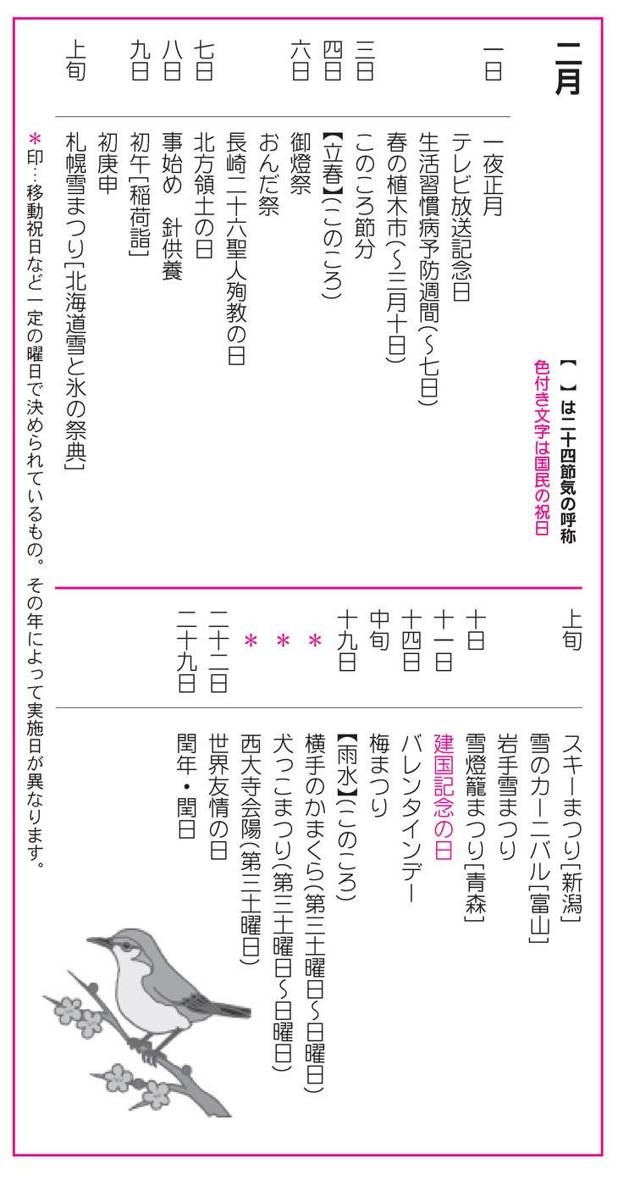 二月
【　】は二十四節気の呼称
色付き文字は国民の祝日
一日　一夜正月
テレビ放送記念日
生活習慣病予防週間(～七日)
春の植木市(～三月十日)
三日　このころ節分
四日　【立春】(このころ)
六日　御燈祭
おんだ祭
長崎二十六聖人殉教の日
七日　北方領土の日
八日　事始め　針供養
九日　初午[稲荷詣]
初庚申
上旬　札幌雪まつり[北海道雪と氷の祭典]
上旬　スキーまつり[新潟]
雪のカーニバル[富山]
岩手雪まつり
十日　雪燈籠まつり[青森]
十一日　建国記念の日
十四日　バレンタインデー
中旬　梅まつり
十九日　【雨水】(このころ)
＊　横手のかまくら(第三土曜日～日曜日)
＊　犬っこまつり(第三土曜日～日曜日)
＊　西大寺会陽(第三土曜日)
二十二日　世界友情の日
二十九日　閏年・閏日
＊印…移動祝日など一定の曜日で決められているもの。その年によって実施日が異なります。